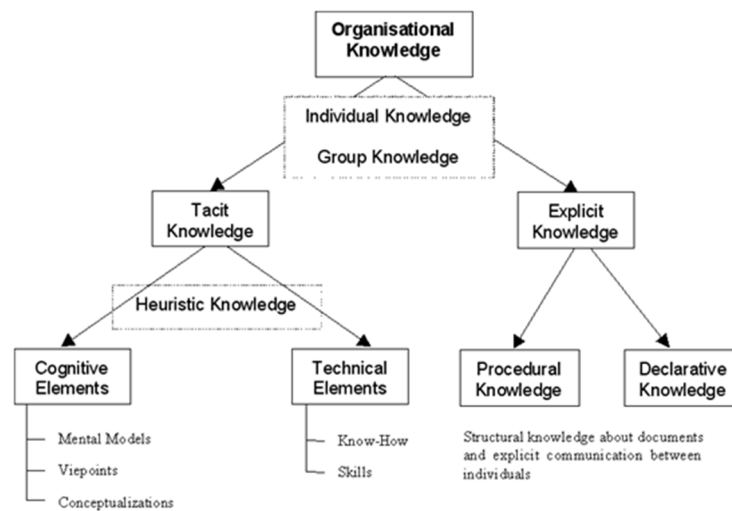 Organisational
Knowledge
Individual Knowledge
Group Knowledge
Tacit
Knowledge
Explicit
Knowledge
Heuristic Knowledge
Cognitive
Elements
Technical
Elements
Procedural
Knowledge
Declarative
Knowledge
Mental Models
Viepoints
Conceptualizations
Know-How
Skills
Structural knowledge about documents
and explicit communication between
individuals